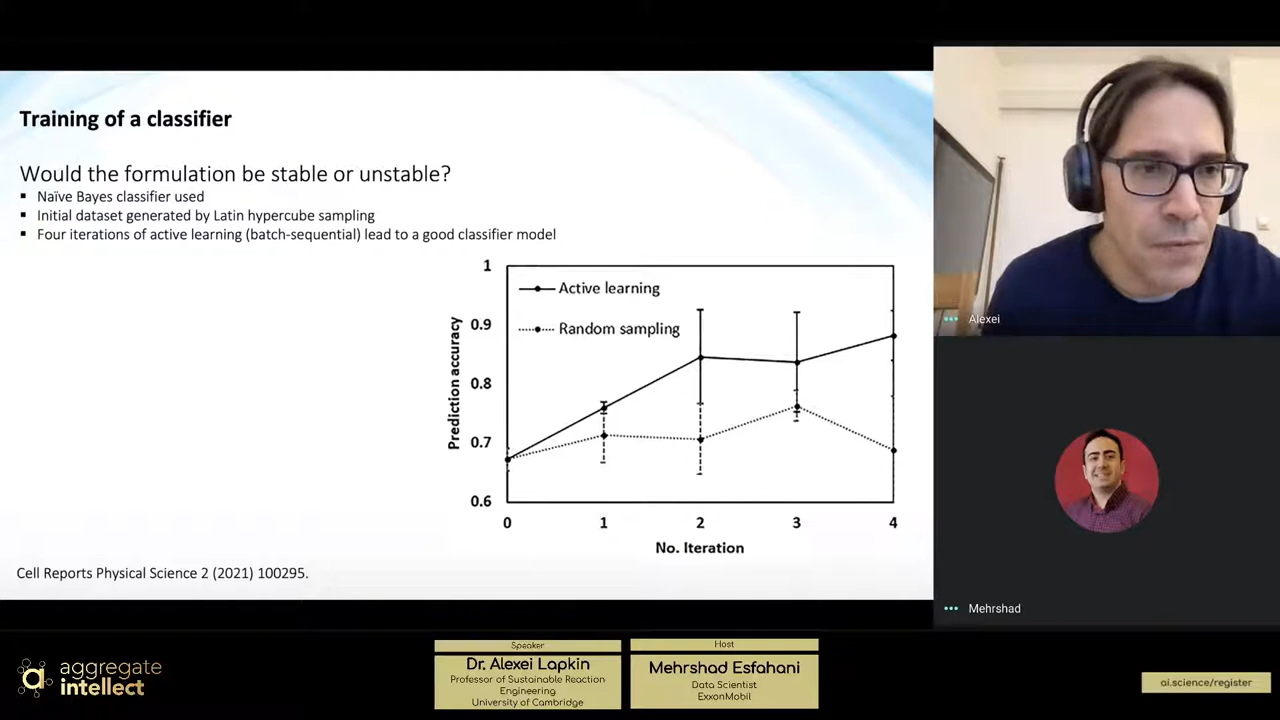 Training of a classifier
Would the formulation be stable or unstable?
▪ Naïve Bayes classifier used
▪ Initial dataset generated by Latin hypercube sampling
▪ Four iterations of active learning (batch-sequential) lead to a good classifier model
1
0.9
0.8
0.7
0.6
Prediction accuracy
Active learning
Random sampling
0 1 2 3 4
No. Iteration
Cell Reports Physical Science 2 (2021) 100295.
Alexei
Mehrshad
aggregate
intellect
Speaker
Dr. Alexei Lapkin
Professor of Sustainable Reaction
Engineering
University of Cambridge
Host
Mehrshad Esfahani
Data Scientist
ExxonMobil
ai.science/register